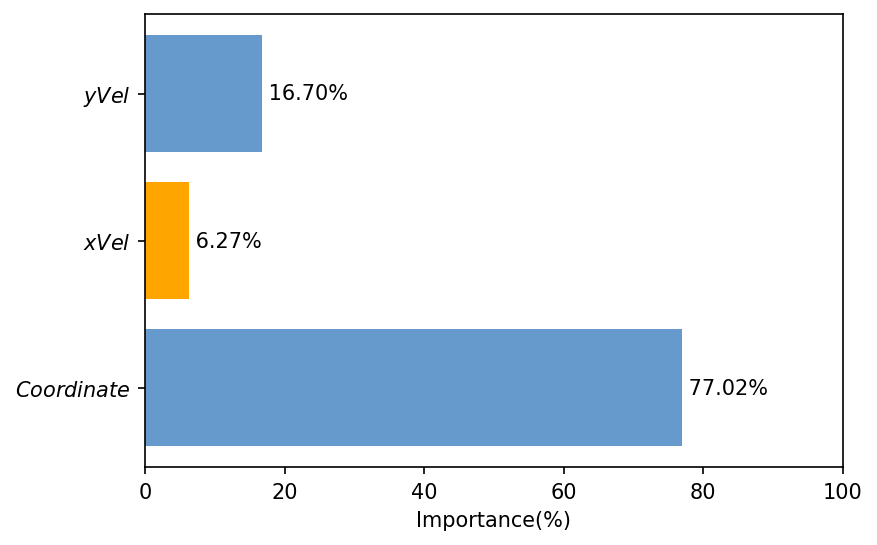 yVel
16.70%
xVel
6.27%
Coordinate
77.02%
0 20 40 60 80 100
Importance(%)